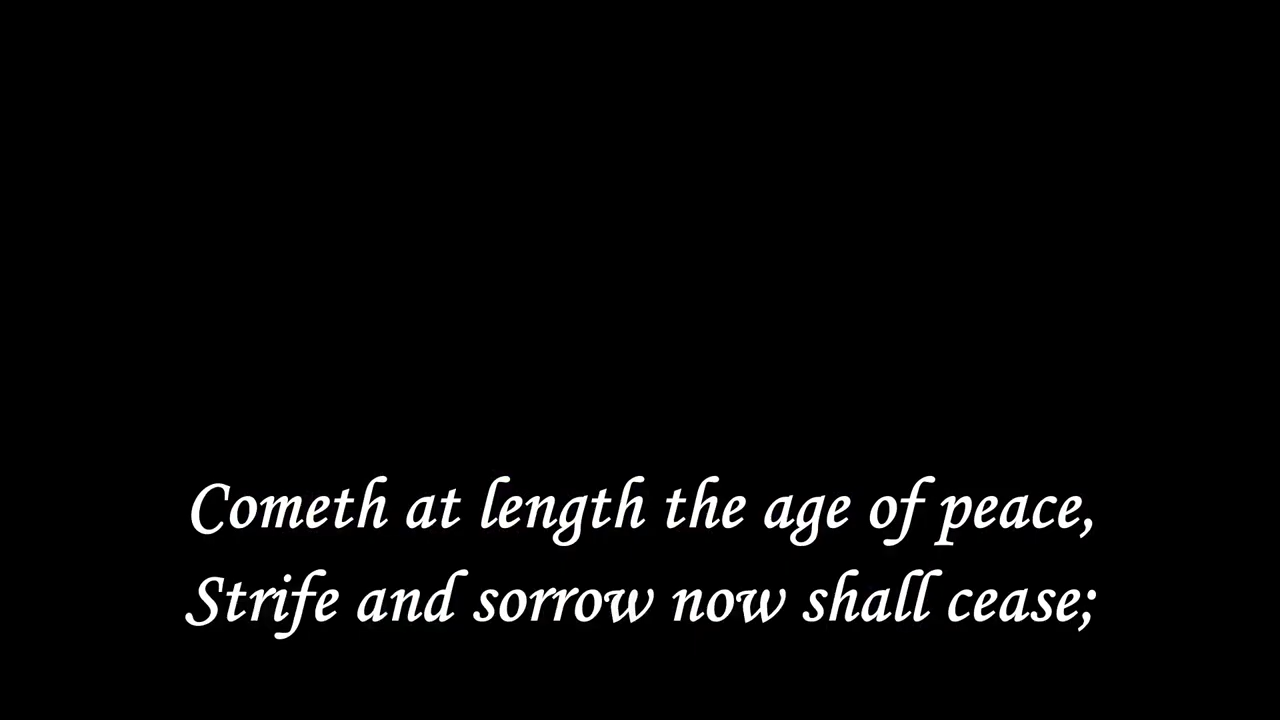 Cometh at length the age of peace,
Strife and sorrow now shall cease;